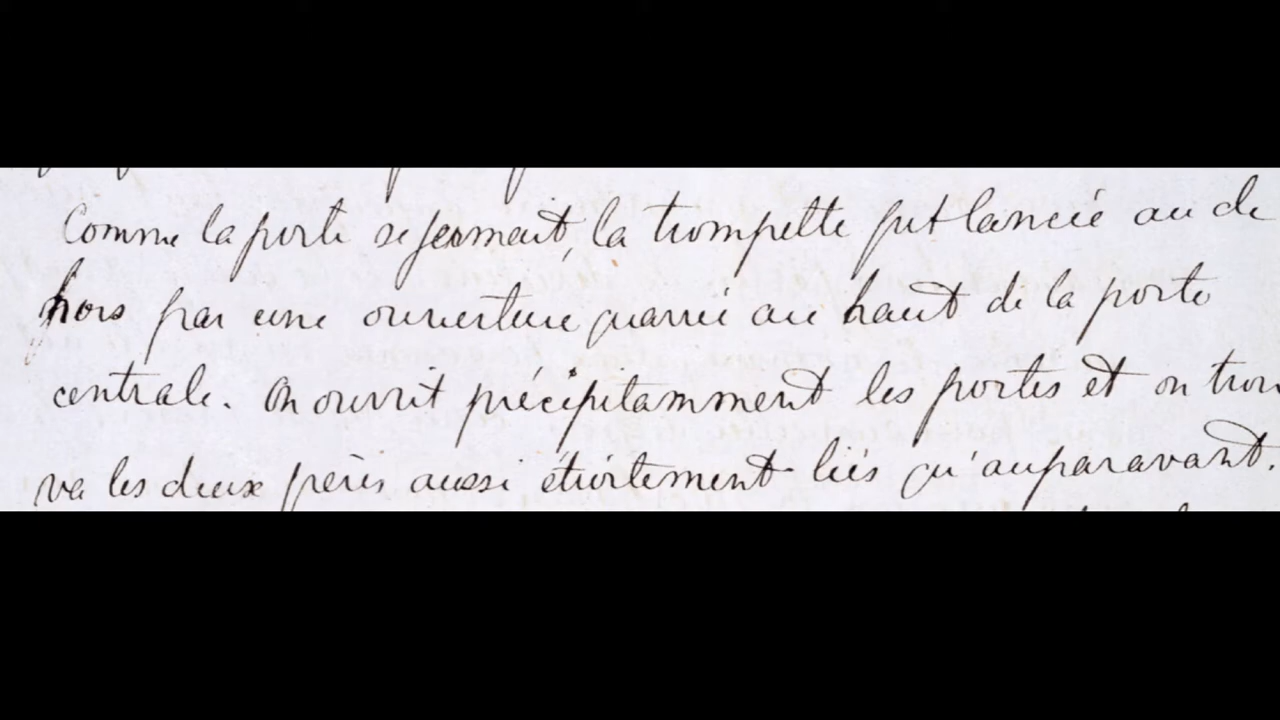 Comme la porte se fermait, la trompette fut lancée au de
hors par une ouverture quarrée au haut de la porte
centrale. On ouvrit précipitamment les portes et on trou
va les deux frères aussi étroitement liés qu'auparavant.